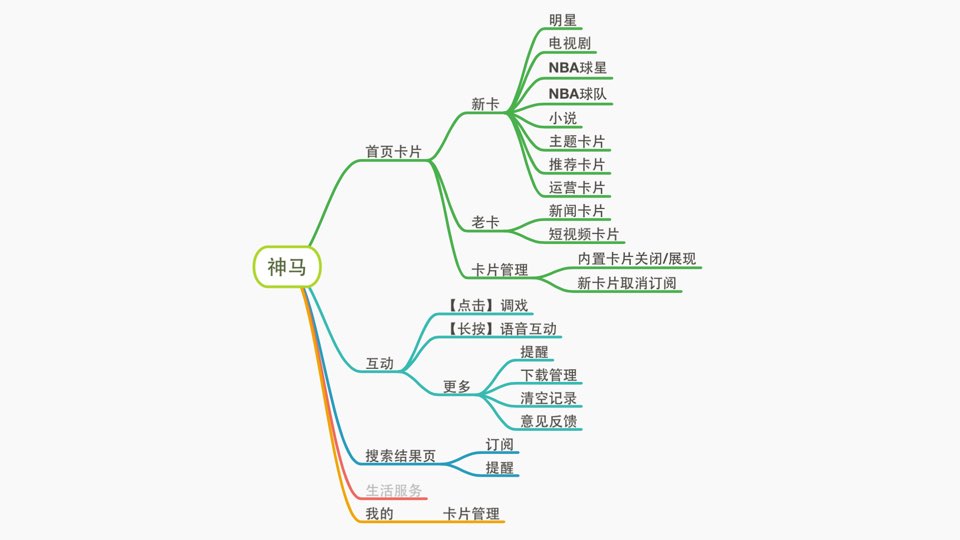 明星
电视剧
NBA球星
NBA球队
小说
主题卡片
推荐卡片
运营卡片
新卡
首页卡片
新闻卡片
短视频卡片
老卡
内置卡片关闭/展现
新卡片取消订阅
卡片管理
神马
【点击】调戏
【长按】语音互动
互动
提醒
下载管理
清空记录
意见反馈
更多
搜索结果页
订阅
提醒
生活服务
我的
卡片管理